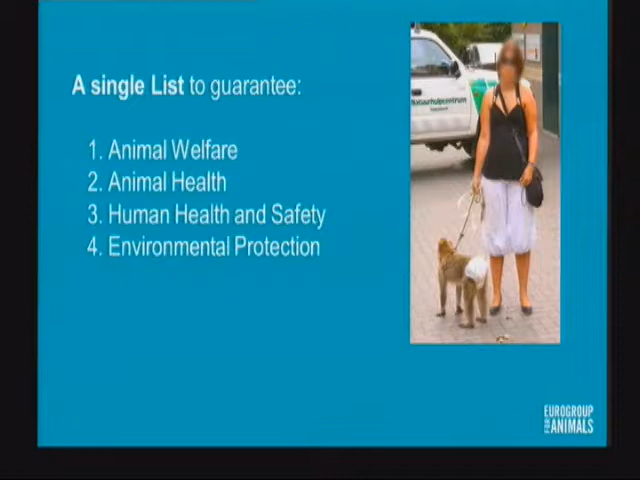 A single List to guarantee:
1. Animal Welfare
2. Animal Health
3. Human Health and Safety
4. Environmental Protection
Natuurhulpcentrum
EUROGROUP
FOR ANIMALS